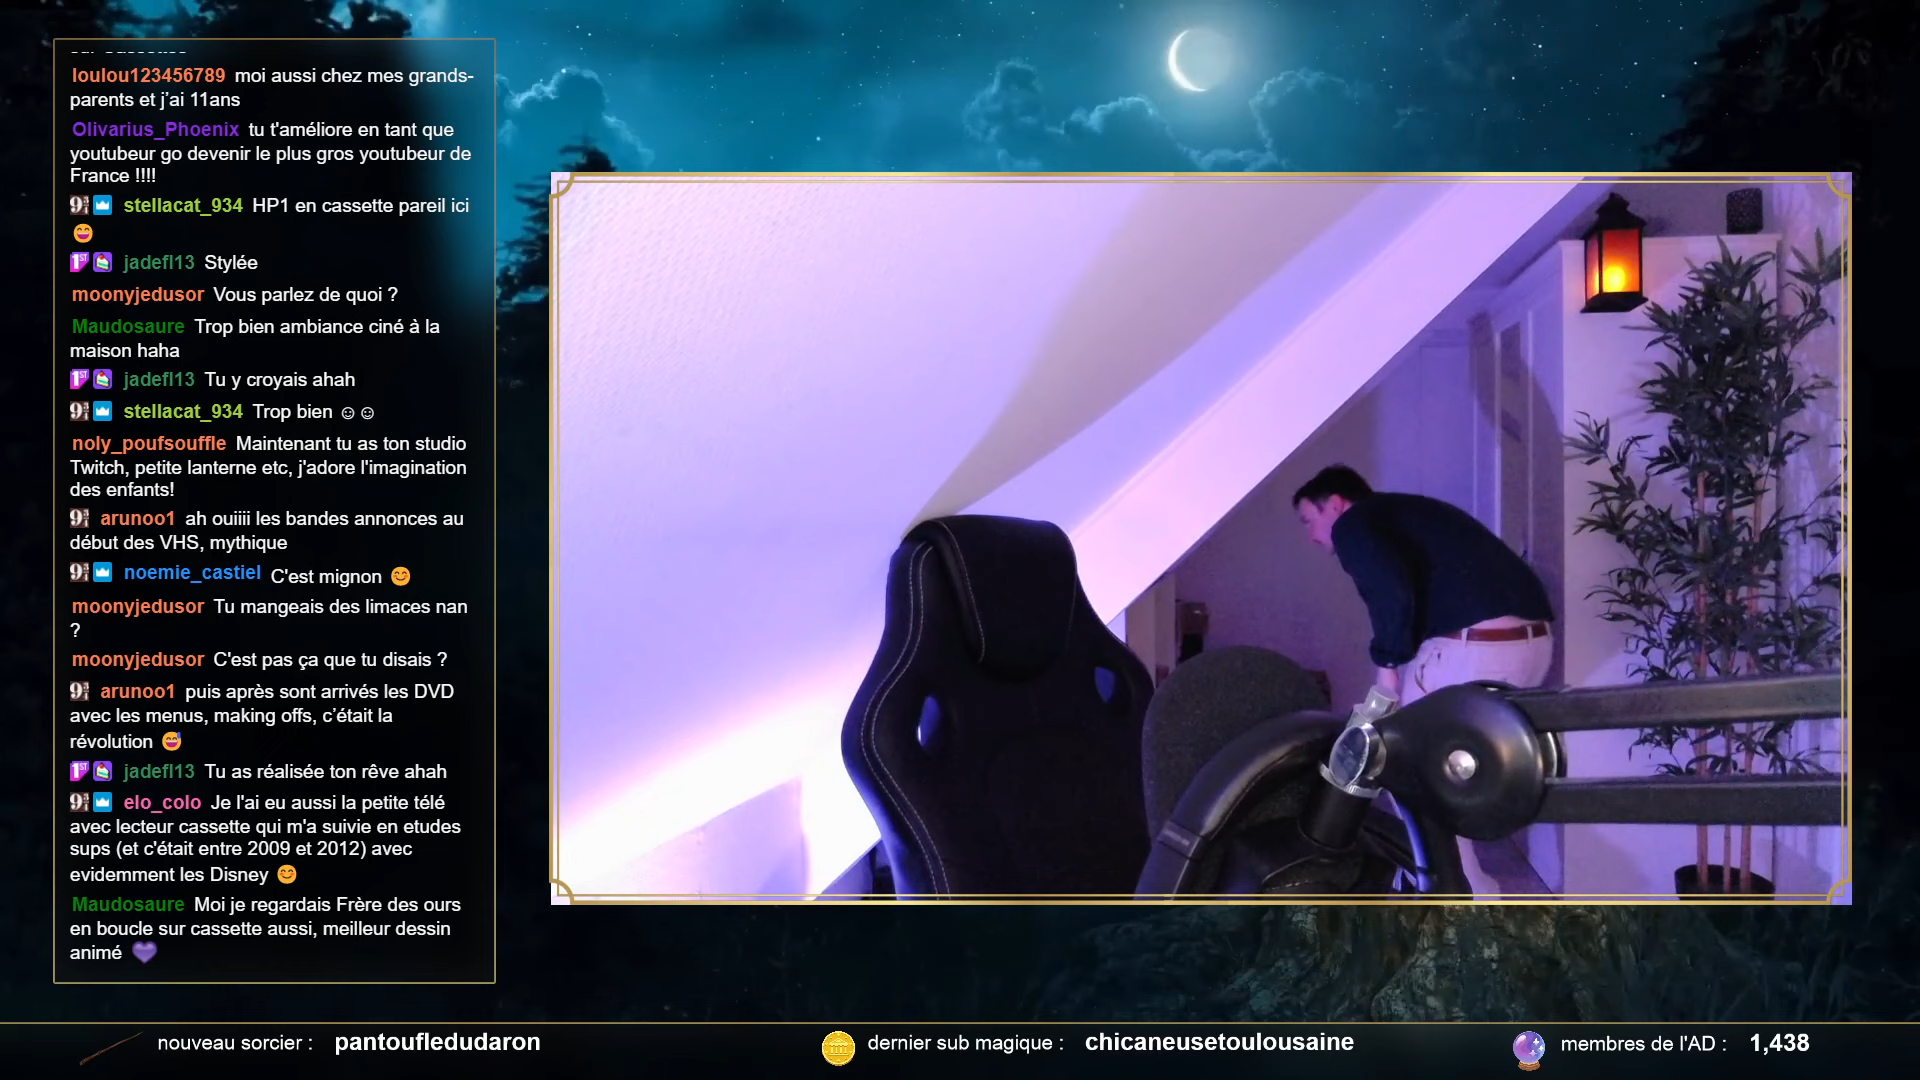 loulou123456789 moi aussi chez mes grands-
parents et j'ai 11ans
Olivarius_Phoenix tu t'améliore en tant que
youtubeur go devenir le plus gros youtubeur de
France !!!!
stellacat_934 HP1 en cassette pareil ici
😄
1ST jadefl13 Stylée
moonyjedusor Vous parlez de quoi ?
Maudosaure Trop bien ambiance ciné à la
maison haha
1ST jadefl13 Tu y croyais ahah
stellacat_934 Trop bien ☺☺
noly_poufsouffle Maintenant tu as ton studio
Twitch, petite lanterne etc, j'adore l'imagination
des enfants!
arunoo1 ah ouiiii les bandes annonces au
début des VHS, mythique
noemie_castiel C'est mignon 😊
moonyjedusor Tu mangeais des limaces nan
?
moonyjedusor C'est pas ça que tu disais ?
arunoo1 puis après sont arrivés les DVD
avec les menus, making offs, c'était la
révolution 😅
1ST jadefl13 Tu as réalisée ton rêve ahah
elo_colo Je l'ai eu aussi la petite télé
avec lecteur cassette qui m'a suivie en etudes
sups (et c'était entre 2009 et 2012) avec
evidemment les Disney 😊
Maudosaure Moi je regardais Frère des ours
en boucle sur cassette aussi, meilleur dessin
animé 💜
nouveau sorcier : pantoufledudaron
dernier sub magique : chicaneusetoulousaine
membres de l'AD : 1,438